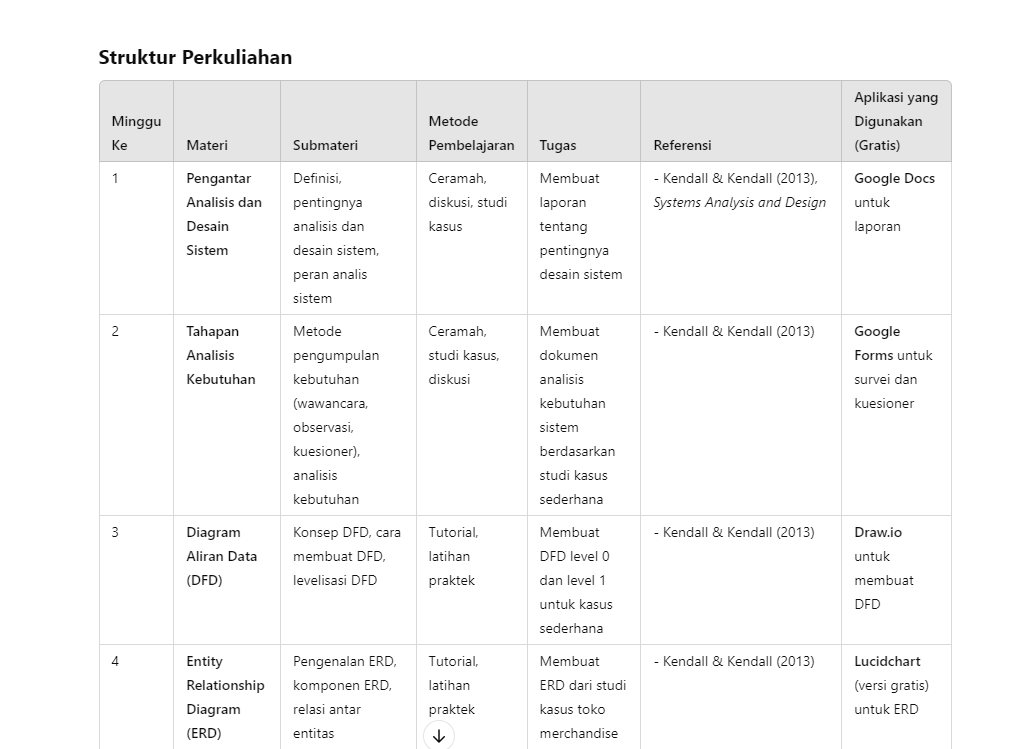 Struktur Perkuliahan
Minggu
Ke
Materi
Submateri
Metode
Pembelajaran
Tugas
Referensi
Aplikasi yang
Digunakan
(Gratis)
1
Pengantar
Analisis dan
Desain
Sistem
Definisi,
pentingnya
analisis dan
desain sistem,
peran analis
sistem
Ceramah,
diskusi, studi
kasus
Membuat
laporan
tentang
pentingnya
desain sistem
- Kendall & Kendall (2013),
Systems Analysis and Design
Google Docs
untuk
laporan
2
Tahapan
Analisis
Kebutuhan
Metode
pengumpulan
kebutuhan
(wawancara,
observasi,
kuesioner),
analisis
kebutuhan
Ceramah,
studi kasus,
diskusi
Membuat
dokumen
analisis
kebutuhan
sistem
berdasarkan
studi kasus
sederhana
- Kendall & Kendall (2013)
Google
Forms untuk
survei dan
kuesioner
3
Diagram
Aliran Data
(DFD)
Konsep DFD, cara
membuat DFD,
levelisasi DFD
Tutorial,
latihan
praktek
Membuat
DFD level 0
dan level 1
untuk kasus
sederhana
- Kendall & Kendall (2013)
Draw.io
untuk
membuat
DFD
4
Entity
Relationship
Diagram
(ERD)
Pengenalan ERD,
komponen ERD,
relasi antar
entitas
Tutorial,
latihan
praktek
Membuat
ERD dari studi
kasus toko
merchandise
- Kendall & Kendall (2013)
Lucidchart
(versi gratis)
untuk ERD